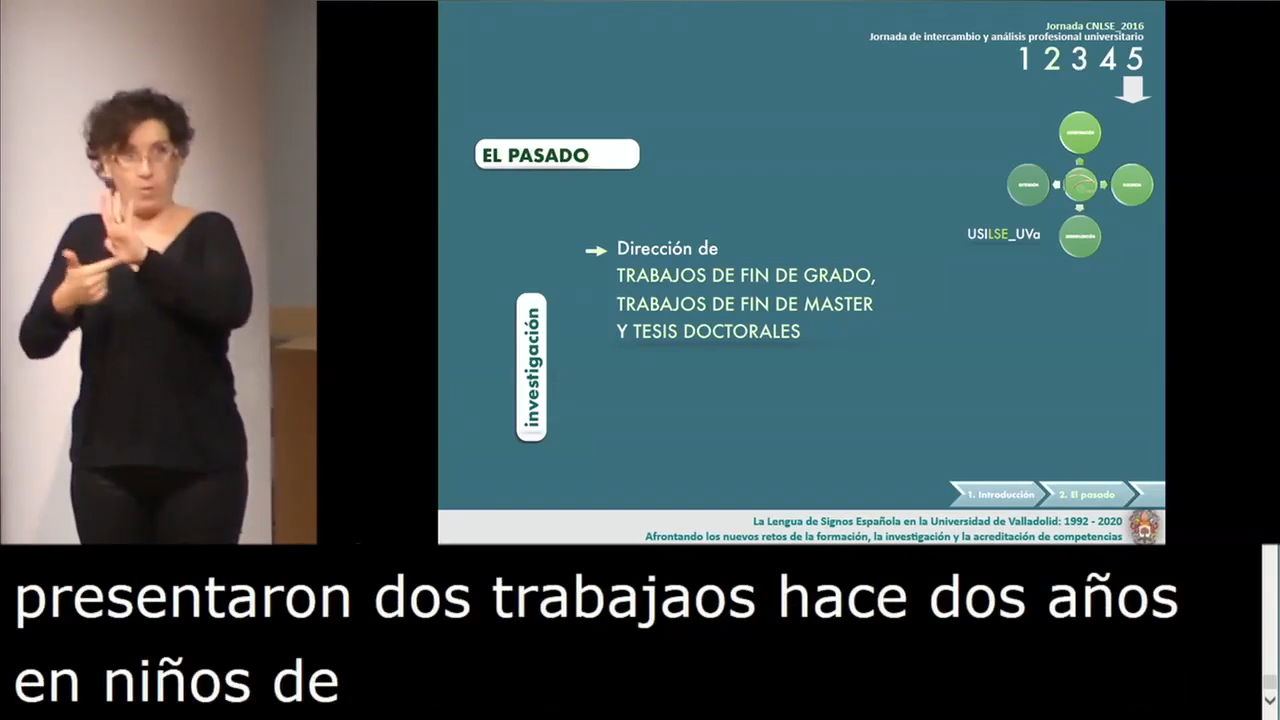 Jornada CNLSE_2016
Jornada de intercambio y análisis profesional universitario
1 2 3 4 5
EL PASADO
USILSE_UVa
Dirección de
TRABAJOS DE FIN DE GRADO,
TRABAJOS DE FIN DE MASTER
Y TESIS DOCTORALES
investigación
1. Introducción
2. El pasado
La Lengua de Signos Española en la Universidad de Valladolid: 1992 - 2020
Afrontando los nuevos retos de la formación, la investigación y la acreditación de competencias
presentaron dos trabajaos hace dos años
en niños de